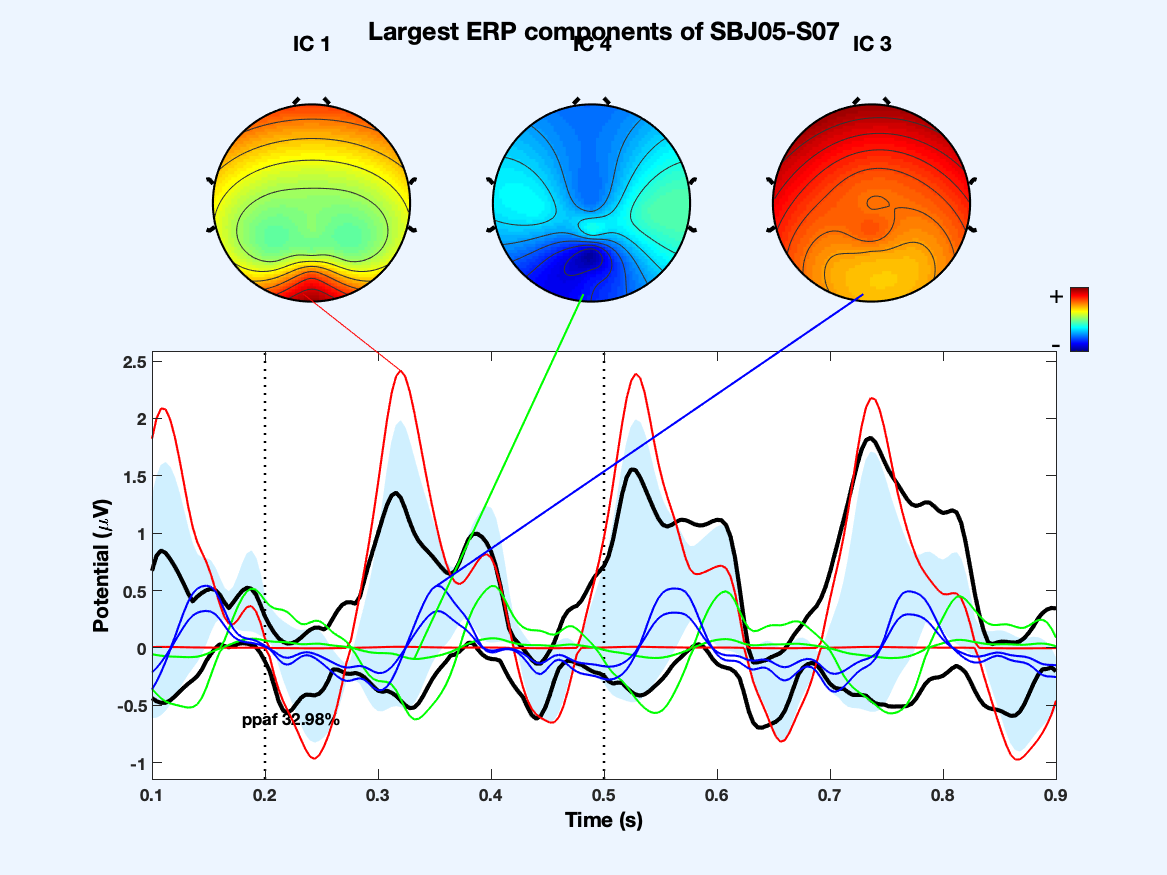 Largest ERP components of SBJ05-S07
IC 1
IC 4
IC 3
+
-
Potential (μV)
2.5
2
1.5
1
0.5
0
-0.5
-1
ppaf 32.98%
0.1 0.2 0.3 0.4 0.5 0.6 0.7 0.8 0.9
Time (s)